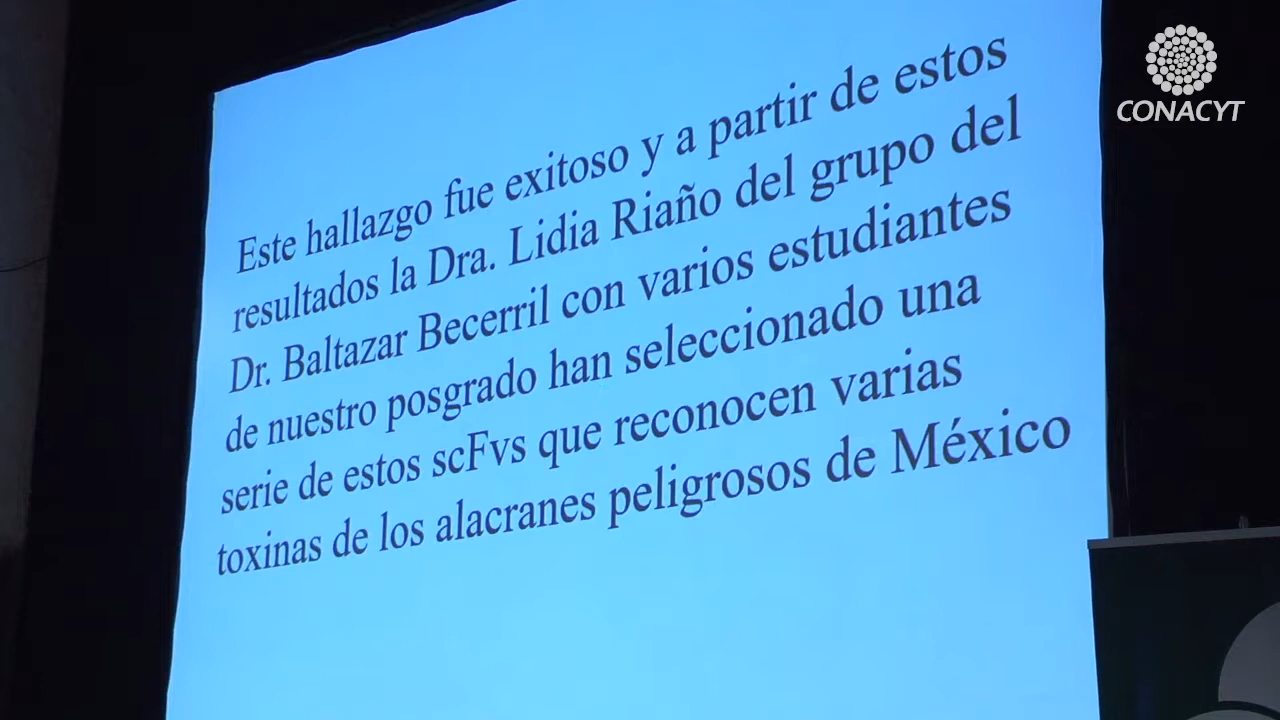 Este hallazgo fue exitoso y a partir de estos
resultados la Dra. Lidia Riaño del grupo del
Dr. Baltazar Becerril con varios estudiantes
de nuestro posgrado han seleccionado una
serie de estos scFvs que reconocen varias
toxinas de los alacranes peligrosos de México
CONACYT